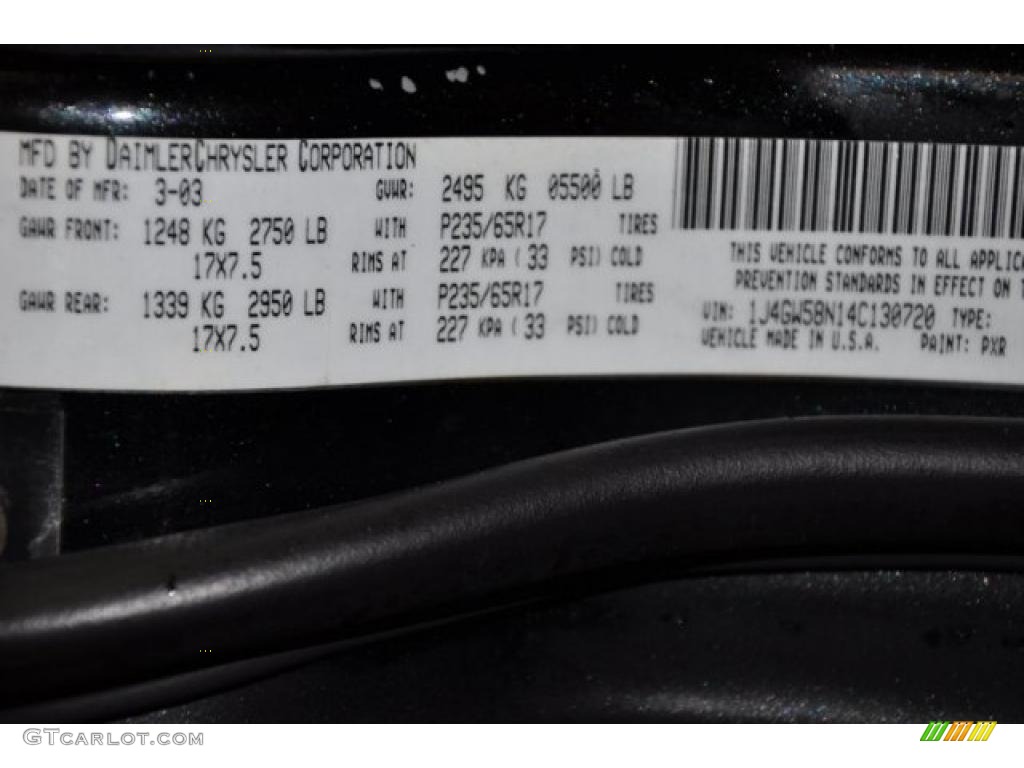 MFD BY DAIMLERCHRYSLER CORPORATION
DATE OF MFR: 3-03 GVWR: 2495 KG 05500 LB
GAWR FRONT: 1248 KG 2750 LB WITH P235/65R17 TIRES
17X7.5 RIMS AT 227 KPA ( 33 PSI) COLD
GAWR REAR: 1339 KG 2950 LB WITH P235/65R17 TIRES
17X7.5 RIMS AT 227 KPA ( 33 PSI) COLD
THIS VEHICLE CONFORMS TO ALL APPLICA
PREVENTION STANDARDS IN EFFECT ON T
VIN: 1J4GW58N14C130720 TYPE:
VEHICLE MADE IN U.S.A. PAINT: PXR
GTCARLOT.COM